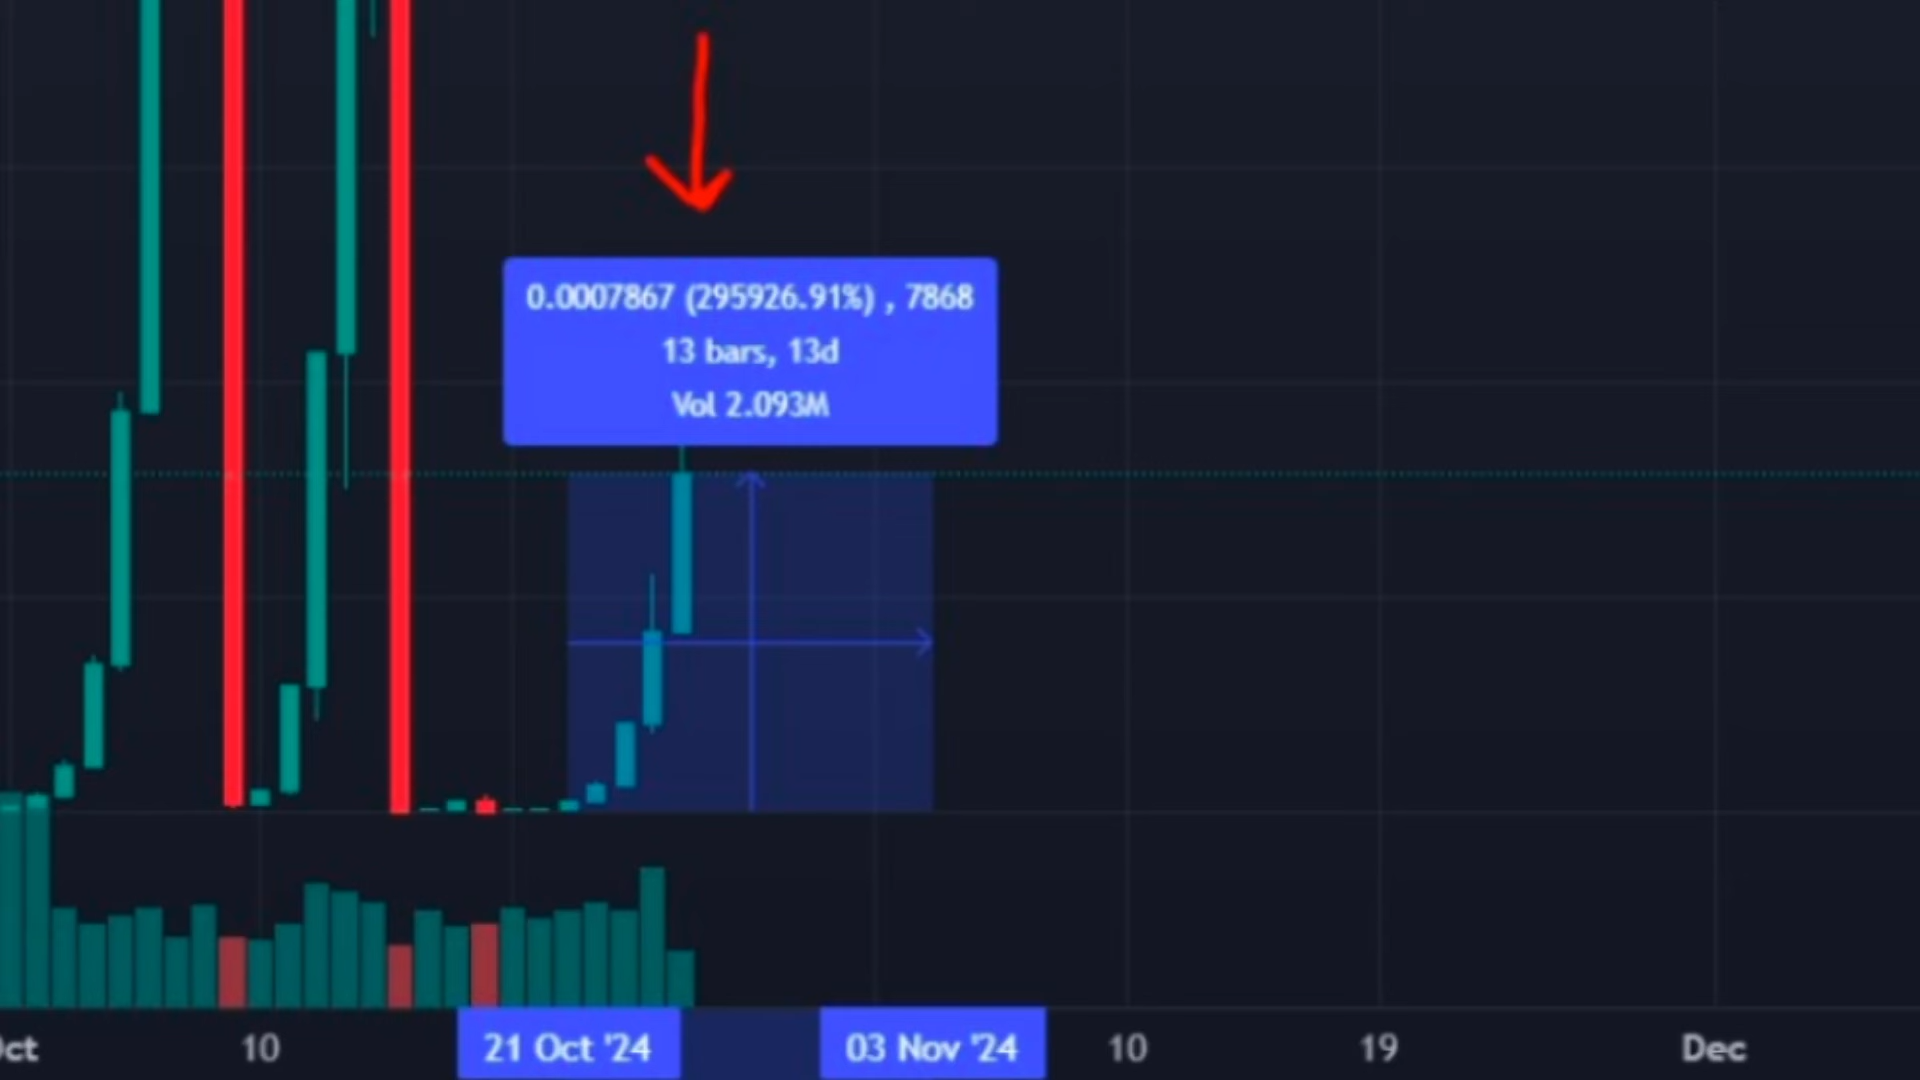 0.0007867 (295926.91%) , 7868
13 bars, 13d
Vol 2.093M
10
21 Oct '24
03 Nov '24
10
19
Dec